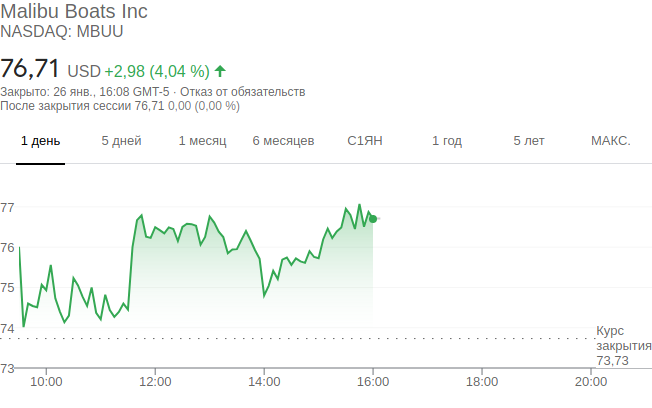 Malibu Boats Inc
NASDAQ: MBUU
76,71 USD +2,98 (4,04 %)
Закрыто: 26 янв., 16:08 GMT-5 · Отказ от обязательств
После закрытия сессии 76,71 0,00 (0,00 %)
1 день 5 дней 1 месяц 6 месяцев С1ЯН 1 год 5 лет МАКС.
77
76
75
74
Курс
закрытия
73,73
73
10:00 12:00 14:00 16:00 18:00 20:00